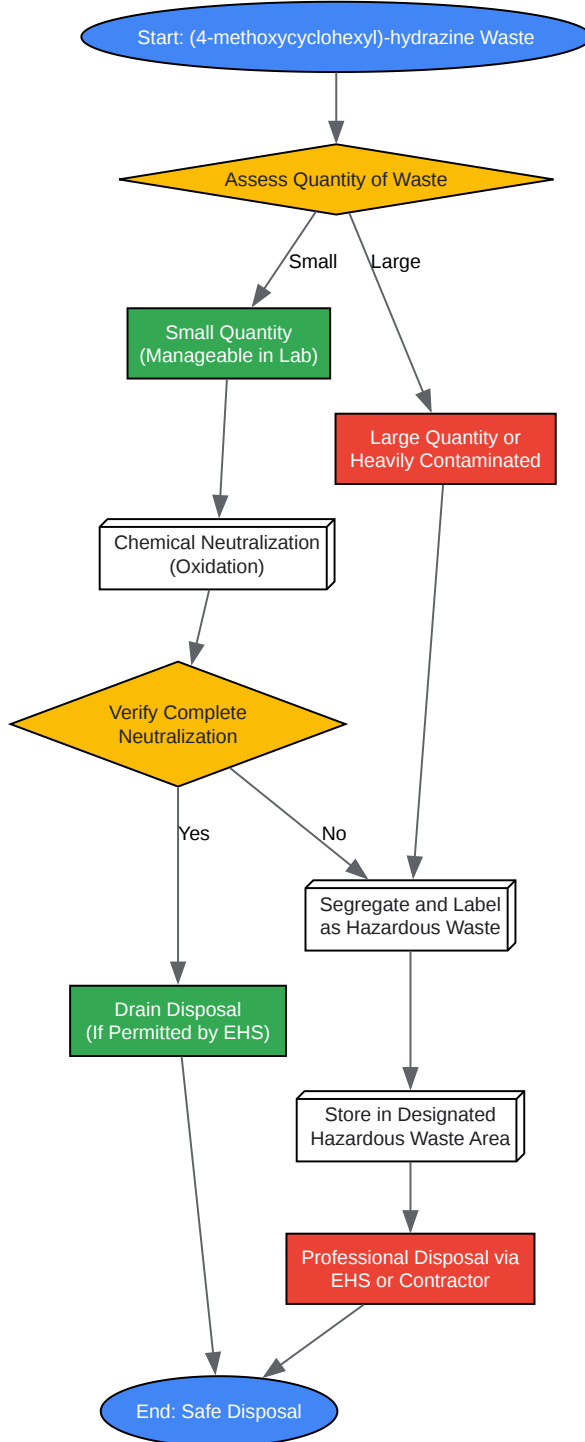 Start: (4-methoxycyclohexyl)-hydrazine Waste
Assess Quantity of Waste
Small
Large
Small Quantity
(Manageable in Lab)
Large Quantity or
Heavily Contaminated
Chemical Neutralization
(Oxidation)
Verify Complete
Neutralization
Yes
No
Segregate and Label
as Hazardous Waste
Drain Disposal
(If Permitted by EHS)
Store in Designated
Hazardous Waste Area
Professional Disposal via
EHS or Contractor
End: Safe Disposal